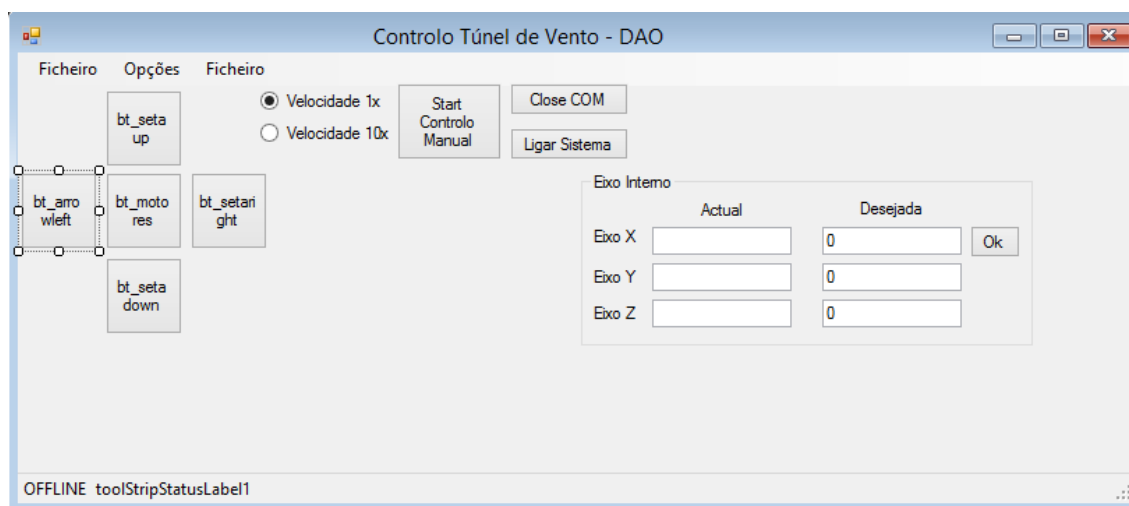 Controlo Túnel de Vento - DAO
Ficheiro Opções Ficheiro
bt_seta
up
Velocidade 1x
Velocidade 10x
Start
Controlo
Manual
Close COM
Ligar Sistema
bt_arro
wleft
bt_moto
res
bt_setari
ght
bt_seta
down
Eixo Interno
Actual Desejada
Eixo X 0 Ok
Eixo Y 0
Eixo Z 0
OFFLINE toolStripStatusLabel1